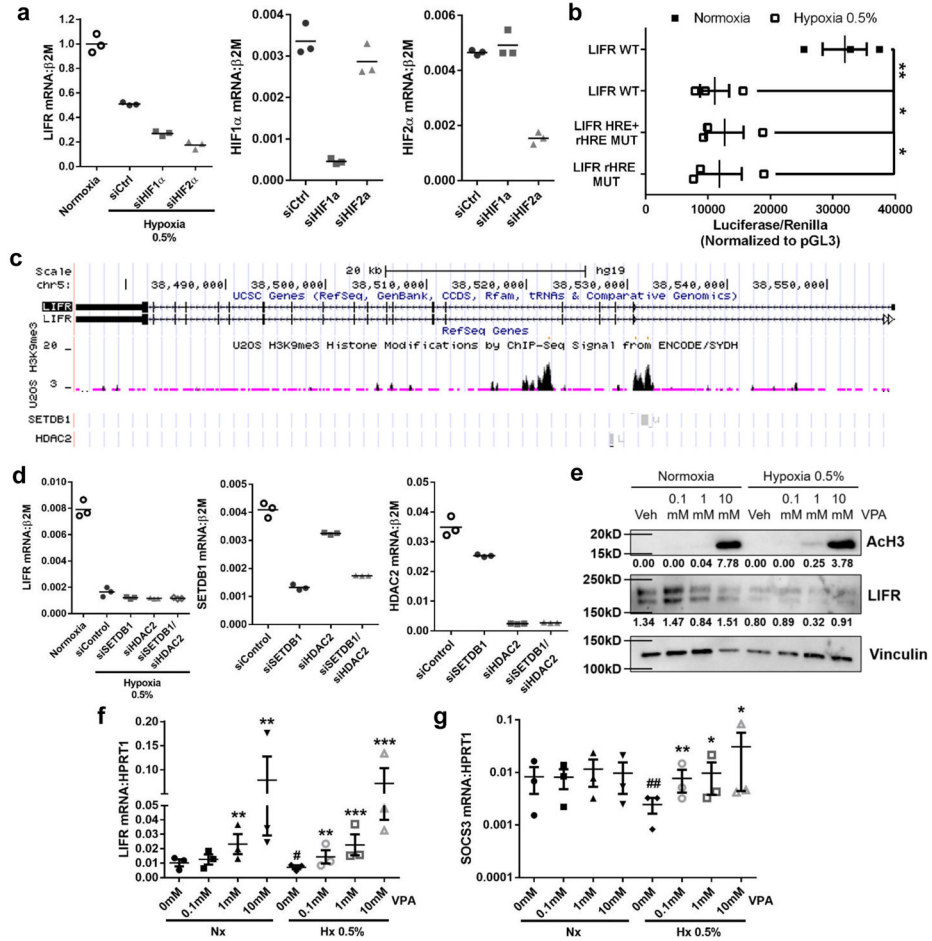 a
LIFR mRNA:β2M
1.2
1.0
0.8
0.6
0.4
0.2
0.0
Normoxia
siCtrl
siHIF1α
siHIF2α
Hypoxia
0.5%
HIF1α mRNA:β2M
0.004
0.003
0.002
0.001
0.000
siCtrl
siHIF1a
siHIF2a
HIF2α mRNA:β2M
0.006
0.004
0.002
0.000
siCtrl
siHIF1a
siHIF2a
b
Normoxia
Hypoxia 0.5%
LIFR WT
LIFR WT
LIFR HRE+
rHRE MUT
LIFR rHRE
MUT
**
*
*
0
10000
20000
30000
40000
Luciferase/Renilla
(Normalized to pGL3)
c
Scale
20 kb
hg19
chr5:
38,490,000
38,500,000
38,510,000
38,520,000
38,530,000
38,540,000
38,550,000
UCSC Genes (RefSeq, GenBank, CCDS, Rfam, tRNAs & Comparative Genomics)
LIFR
LIFR
RefSeq Genes
U2OS H3K9me3 Histone Modifications by ChIP-Seq Signal from ENCODE/SYDH
U2OS H3K9me3
20
3
SETDB1
HDAC2
d
LIFR mRNA:β2M
0.010
0.008
0.006
0.004
0.002
0.000
Normoxia
siControl
siSETDB1
siHDAC2
siSETDB1/
siHDAC2
Hypoxia
0.5%
SETDB1 mRNA:β2M
0.005
0.004
0.003
0.002
0.001
0.000
siControl
siSETDB1
siHDAC2
siSETDB1/
siHDAC2
HDAC2 mRNA:β2M
0.05
0.04
0.03
0.02
0.01
0.00
siControl
siSETDB1
siHDAC2
siSETDB1/
siHDAC2
e
Normoxia
Hypoxia 0.5%
0.1 1 10 0.1 1 10
Veh mM mM mM Veh mM mM mM VPA
20kD
15kD
AcH3
0.00 0.00 0.04 7.78 0.00 0.00 0.25 3.78
250kD
150kD
LIFR
1.34 1.47 0.84 1.51 0.80 0.89 0.32 0.91
150kD
100kD
Vinculin
f
LIFR mRNA:HPRT1
0.20
0.15
0.10
0.05
0.05
0.04
0.03
0.02
0.01
0.00
** ** # ** *** ***
0mM 0.1mM 1mM 10mM 0mM 0.1mM 1mM 10mM VPA
Nx
Hx 0.5%
g
SOCS3 mRNA:HPRT1
0.1
0.01
0.001
0.0001
## ** * *
0mM 0.1mM 1mM 10mM 0mM 0.1mM 1mM 10mM VPA
Nx
Hx 0.5%